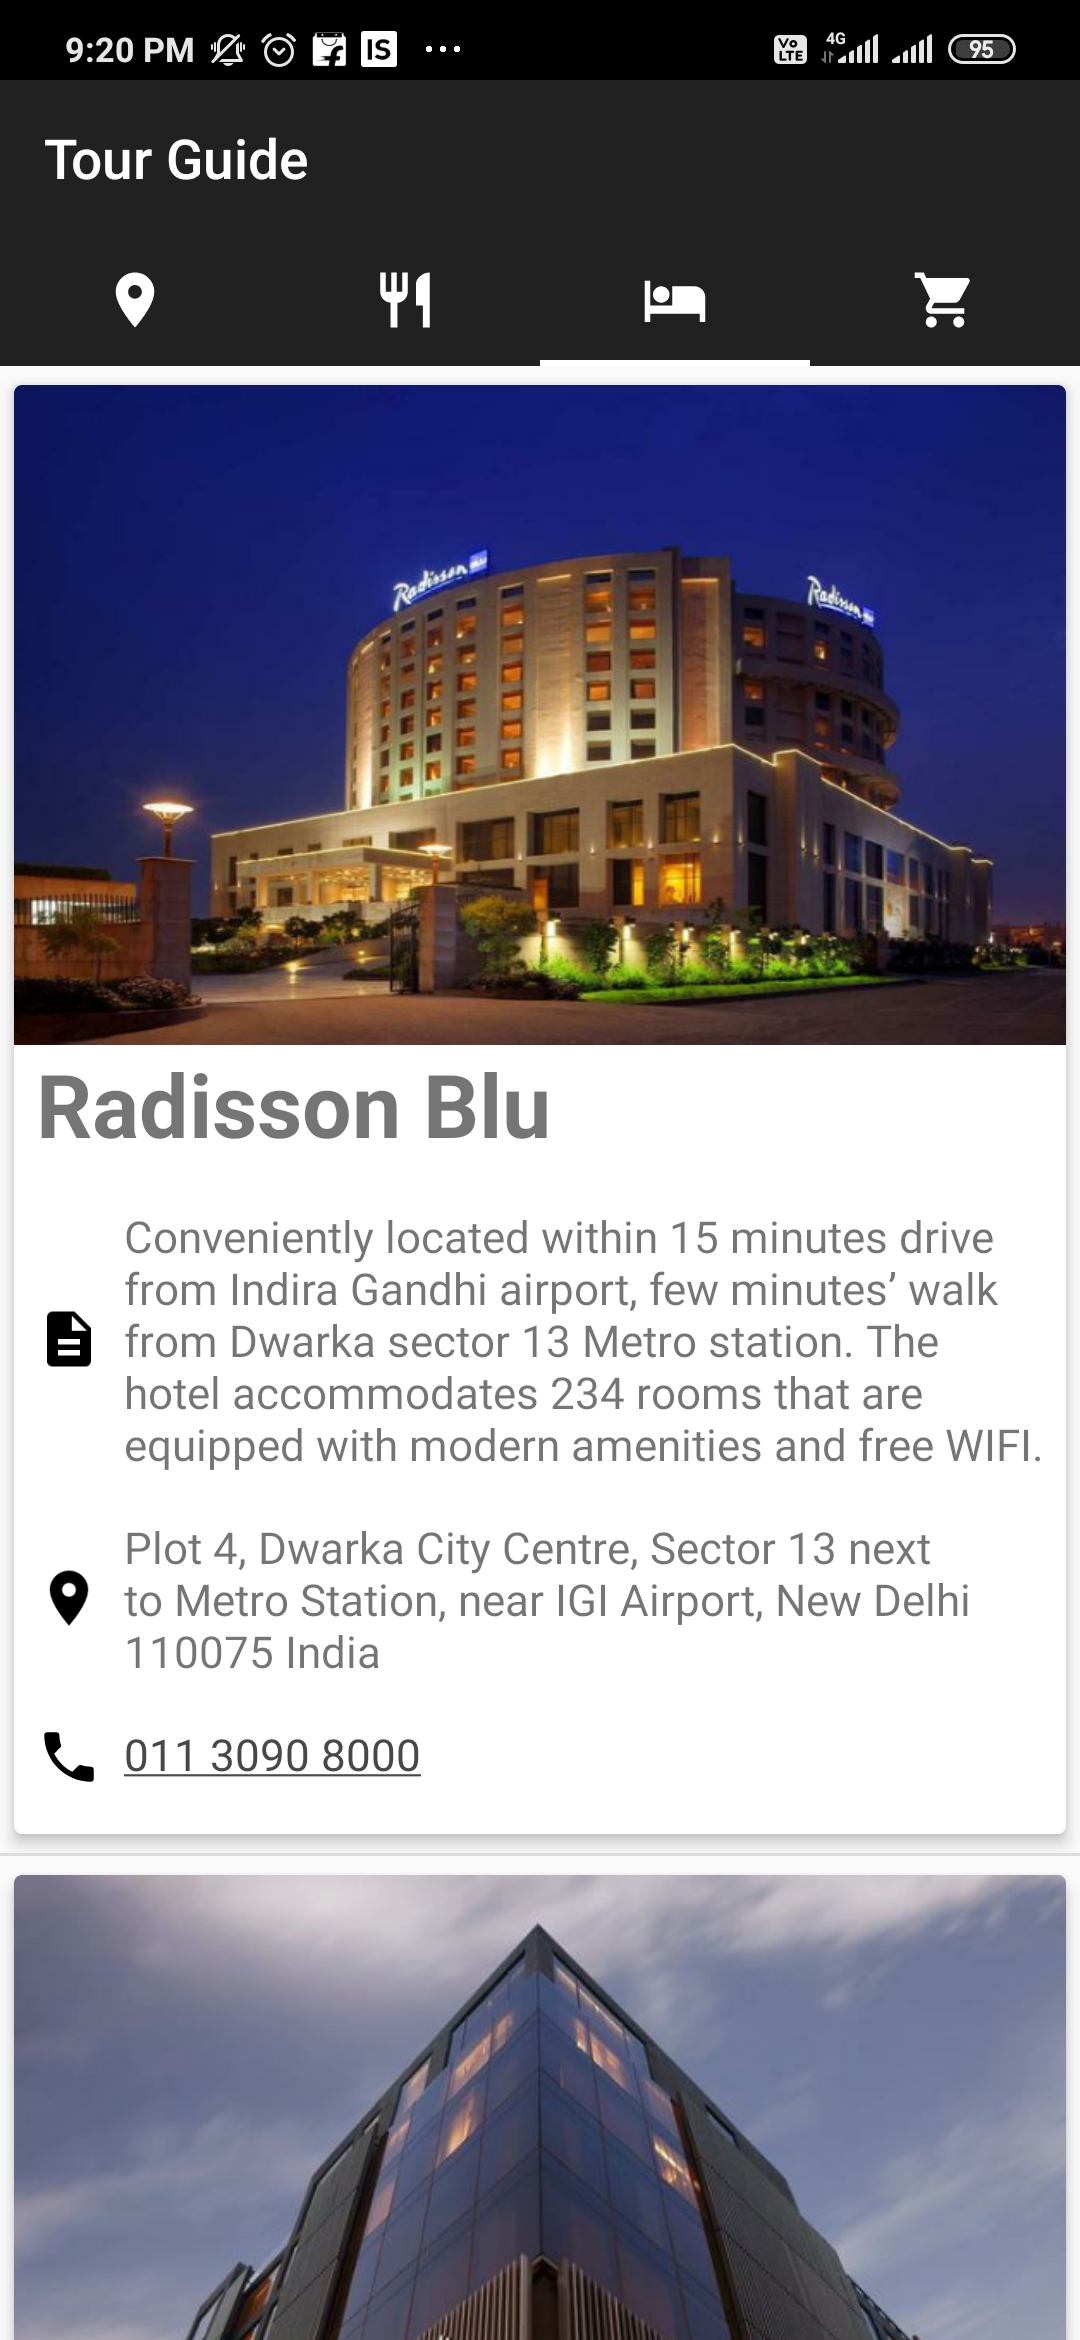 9:20 PM IS ... Vo LTE 4G 95
Tour Guide
Radisson Blu
Radisson
Radisson Blu
Conveniently located within 15 minutes drive
from Indira Gandhi airport, few minutes’ walk
from Dwarka sector 13 Metro station. The
hotel accommodates 234 rooms that are
equipped with modern amenities and free WIFI.
Plot 4, Dwarka City Centre, Sector 13 next
to Metro Station, near IGI Airport, New Delhi
110075 India
011 3090 8000